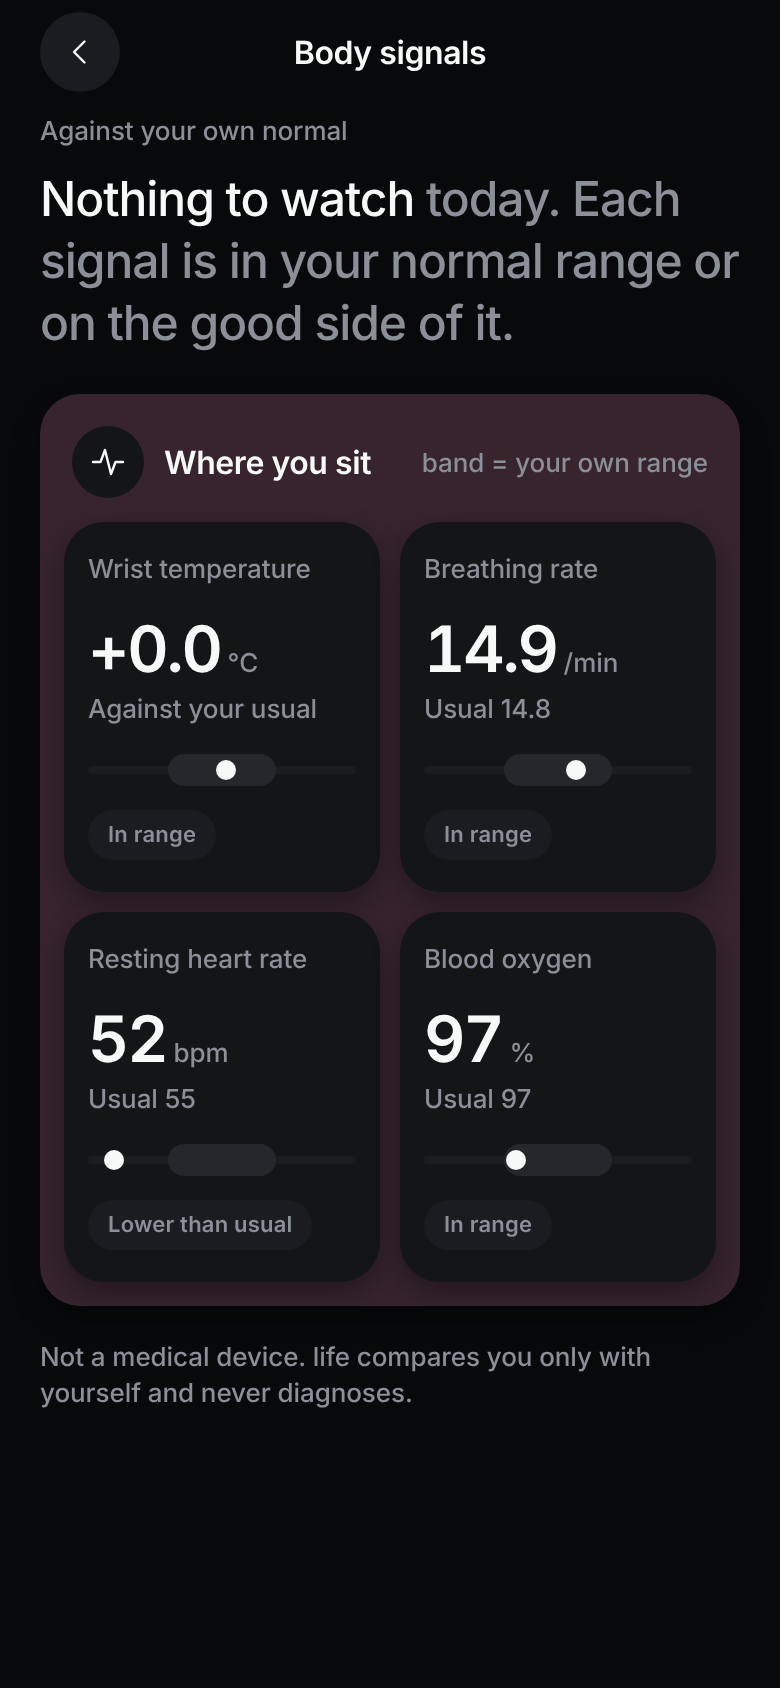 Body signals
Against your own normal
Nothing to watch today. Each
signal is in your normal range or
on the good side of it.
Where you sit
band = your own range
Wrist temperature
+0.0 °C
Against your usual
In range
Breathing rate
14.9 /min
Usual 14.8
In range
Resting heart rate
52 bpm
Usual 55
Lower than usual
Blood oxygen
97 %
Usual 97
In range
Not a medical device. life compares you only with
yourself and never diagnoses.